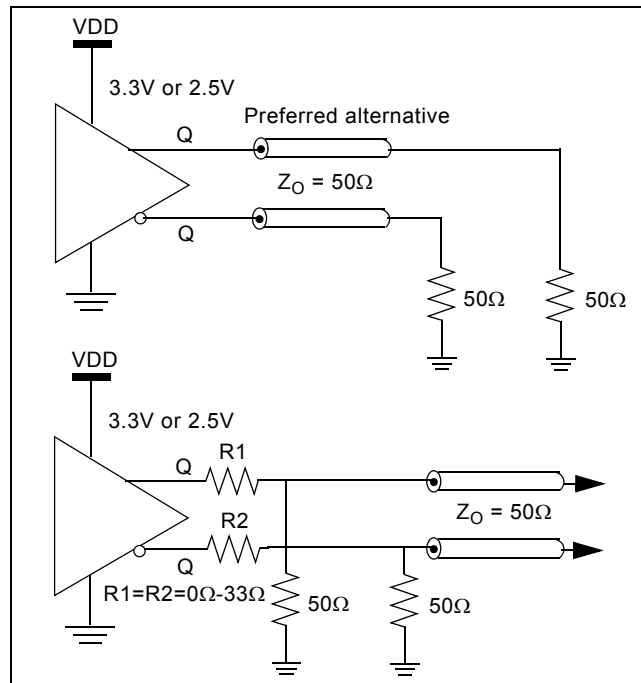 VDD
3.3V or 2.5V
Preferred alternative
Q
ZO = 50Ω
Q
50Ω
50Ω
VDD
3.3V or 2.5V
R1
Q
R2
ZO = 50Ω
Q
R1=R2=0Ω-33Ω
50Ω
50Ω